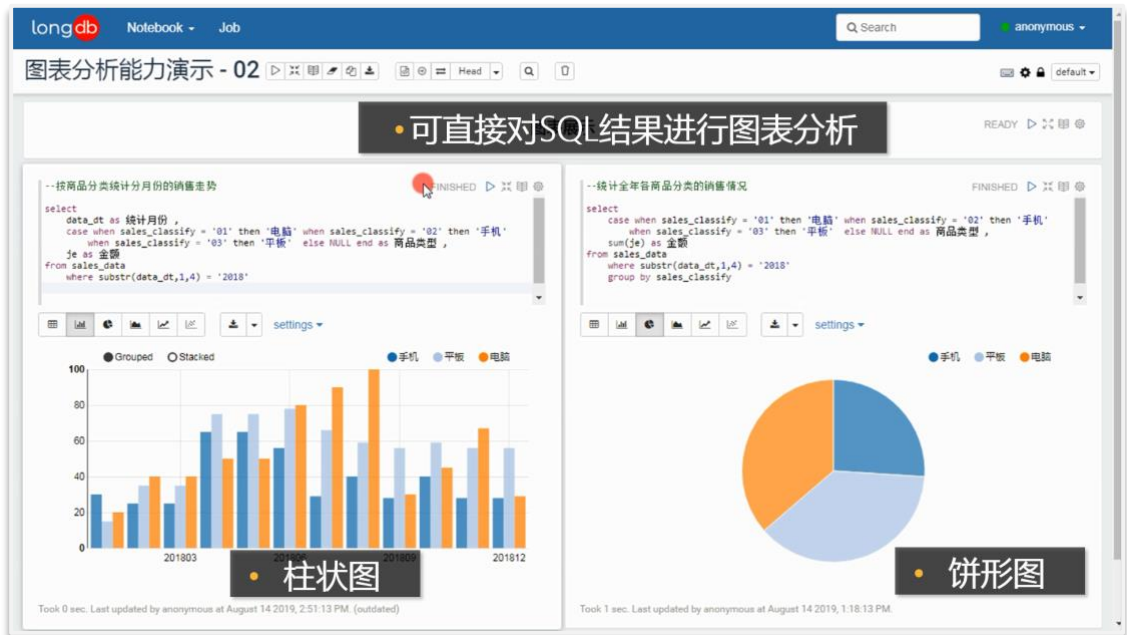 longdb Notebook Job Search anonymous
图表分析能力演示 - 02 Head default
•可直接对SQL结果进行图表分析
READY
--按商品分类统计分月份的销售走势
FINISHED
select
data_dt as 统计月份 ,
case when sales_classify = '01' then '电脑' when sales_classify = '02' then '手机'
when sales_classify = '03' then '平板' else NULL end as 商品类型 ,
je as 金额
from sales_data
where substr(data_dt,1,4) = '2018'
settings
Grouped Stacked 手机 平板 电脑
100
80
60
40
20
0
201803 201806 201809 201812
• 柱状图
Took 0 sec. Last updated by anonymous at August 14 2019, 2:51:13 PM. (outdated)
--统计全年各商品分类的销售情况
FINISHED
select
case when sales_classify = '01' then '电脑' when sales_classify = '02' then '手机'
when sales_classify = '03' then '平板' else NULL end as 商品类型 ,
sum(je) as 金额
from sales_data
where substr(data_dt,1,4) = '2018'
group by sales_classify
settings
手机 平板 电脑
• 饼形图
Took 1 sec. Last updated by anonymous at August 14 2019, 1:18:13 PM.